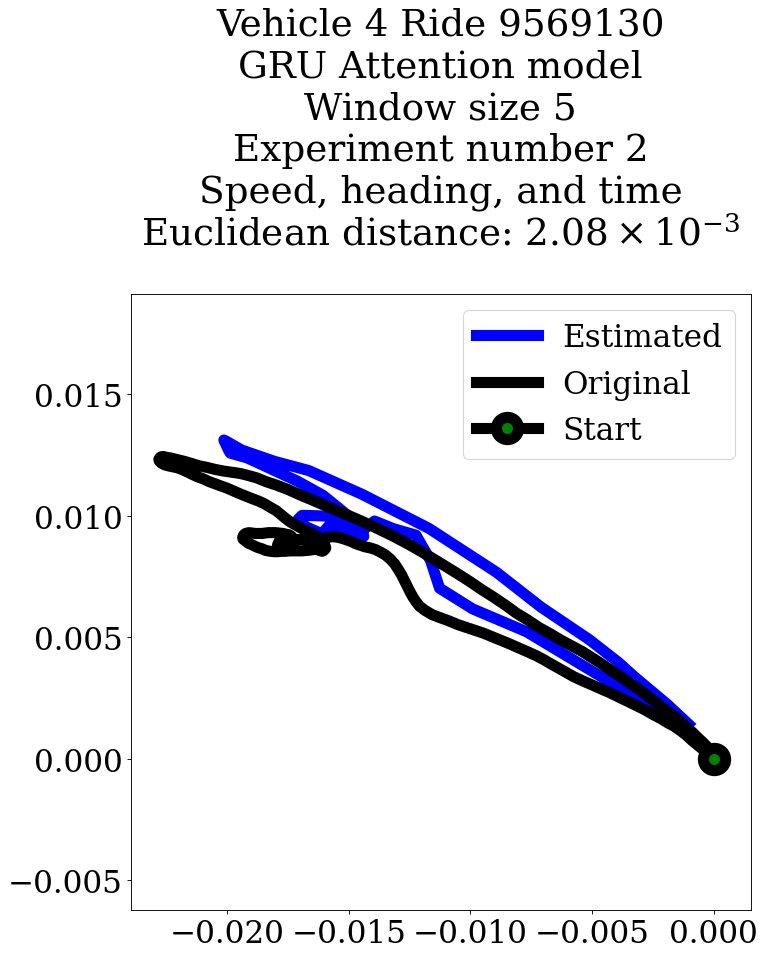 Vehicle 4 Ride 9569130
GRU Attention model
Window size 5
Experiment number 2
Speed, heading, and time
Euclidean distance: 2.08 × 10⁻³
Estimated
Original
Start
0.015
0.010
0.005
0.000
−0.005
−0.020 −0.015 −0.010 −0.005 0.000